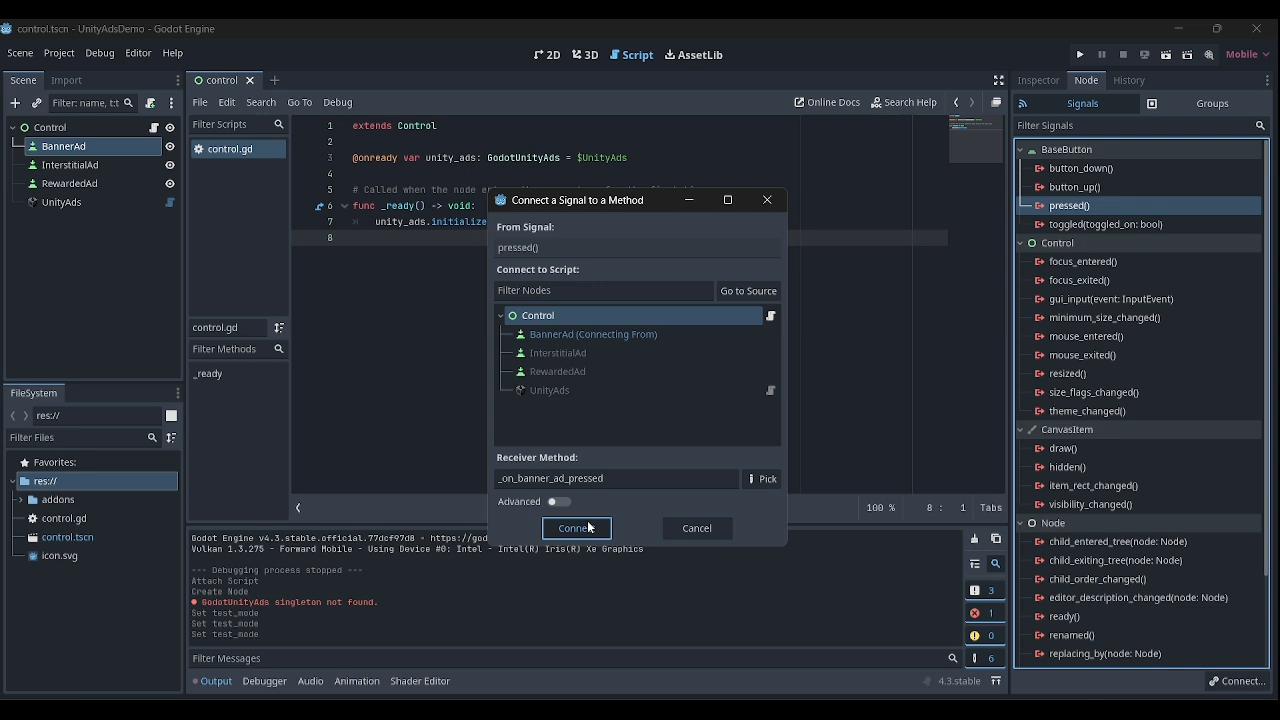 control.tscn - UnityAdsDemo - Godot Engine
Scene Project Debug Editor Help
2D 3D Script AssetLib
Mobile
Scene Import
control
Inspector Node History
Filter: name, t:t
File Edit Search Go To Debug
Online Docs Search Help
Signals Groups
Control
BannerAd
InterstitialAd
RewardedAd
UnityAds
Filter Scripts
control.gd
control.gd
Filter Methods
_ready
1 extends Control
2
3 @onready var unity_ads: GodotUnityAds = $UnityAds
4
5 # Called when the node
6 func _ready() -> void:
7 unity_ads.initialize
8
Connect a Signal to a Method
From Signal:
pressed()
Connect to Script:
Filter Nodes Go to Source
Control
BannerAd (Connecting From)
InterstitialAd
RewardedAd
UnityAds
Receiver Method:
_on_banner_ad_pressed Pick
Advanced
Connect Cancel
100 % 8 : 1 Tabs
FileSystem
res://
Filter Files
Favorites:
res://
addons
control.gd
control.tscn
icon.svg
Godot Engine v4.3.stable.official.77dcf97d8 - https://god
Vulkan 1.3.275 - Forward Mobile - Using Device #0: Intel - Intel(R) Iris(R) Xe Graphics
--- Debugging process stopped ---
Attach Script
Create Node
GodotUnityAds singleton not found.
Set test_mode
Set test_mode
Set test_mode
3
1
0
6
Filter Messages
Output Debugger Audio Animation Shader Editor
4.3.stable
Filter Signals
BaseButton
button_down()
button_up()
pressed()
toggled(toggled_on: bool)
Control
focus_entered()
focus_exited()
gui_input(event: InputEvent)
minimum_size_changed()
mouse_entered()
mouse_exited()
resized()
size_flags_changed()
theme_changed()
CanvasItem
draw()
hidden()
item_rect_changed()
visibility_changed()
Node
child_entered_tree(node: Node)
child_exiting_tree(node: Node)
child_order_changed()
editor_description_changed(node: Node)
ready()
renamed()
replacing_by(node: Node)
Connect...